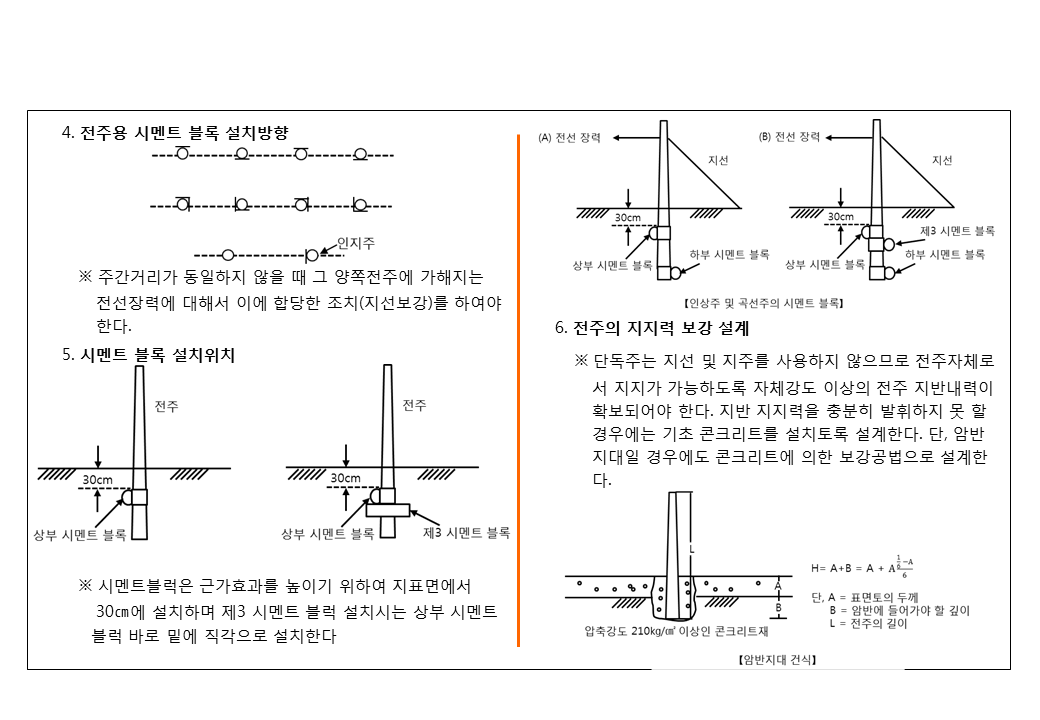 4. 전주용 시멘트 블록 설치방향
인지주
※ 주간거리가 동일하지 않을 때 그 양쪽전주에 가해지는
전선장력에 대해서 이에 합당한 조치(지선보강)를 하여야
한다.
5. 시멘트 블록 설치위치
전주
30cm
상부 시멘트 블록
전주
30cm
상부 시멘트 블록
제3 시멘트 블록
※ 시멘트블럭은 근가효과를 높이기 위하여 지표면에서
30㎝에 설치하며 제3 시멘트 블럭 설치시는 상부 시멘트
블럭 바로 밑에 직각으로 설치한다
(A) 전선 장력
지선
30cm
상부 시멘트 블록
하부 시멘트 블록
(B) 전선 장력
지선
30cm
제3 시멘트 블록
상부 시멘트 블록
하부 시멘트 블록
【인상주 및 곡선주의 시멘트 블록】
6. 전주의 지지력 보강 설계
※ 단독주는 지선 및 지주를 사용하지 않으므로 전주자체로
서 지지가 가능하도록 자체강도 이상의 전주 지반내력이
확보되어야 한다. 지반 지지력을 충분히 발휘하지 못 할
경우에는 기초 콘크리트를 설치토록 설계한다. 단, 암반
지대일 경우에도 콘크리트에 의한 보강공법으로 설계한
다.
L
A
B
압축강도 210kg/㎠이상인 콘크리트재
H= A+B = A + A 1/6 -A / 6
단, A = 표면토의 두께
B = 암반에 들어가야 할 깊이
L = 전주의 길이
【암반지대 건식】